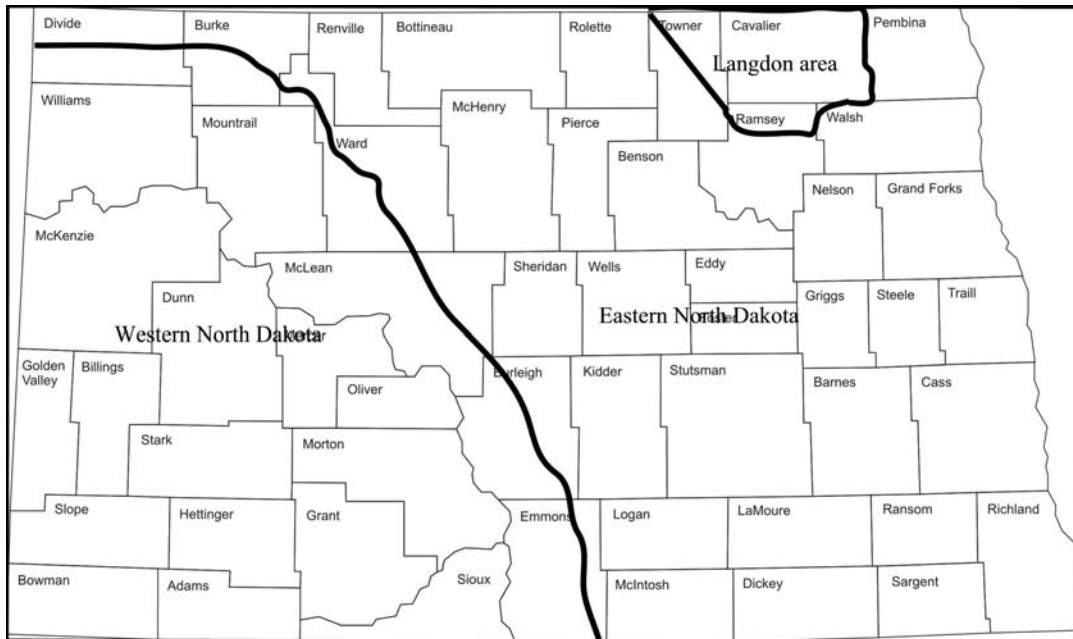 Divide
Burke
Renville
Bottineau
Rolette
Towner
Cavalier
Pembina
Langdon area
Williams
Mountrail
Ward
McHenry
Pierce
Ramsey
Walsh
Benson
Nelson
Grand Forks
McKenzie
McLean
Sheridan
Wells
Eddy
Dunn
Griggs
Steele
Traill
Western North Dakota
Mercer
Eastern North Dakota
Foster
Golden
Valley
Billings
Oliver
Burleigh
Kidder
Stutsman
Barnes
Cass
Stark
Morton
Slope
Hettinger
Grant
Emmons
Logan
LaMoure
Ransom
Richland
Bowman
Adams
Sioux
McIntosh
Dickey
Sargent